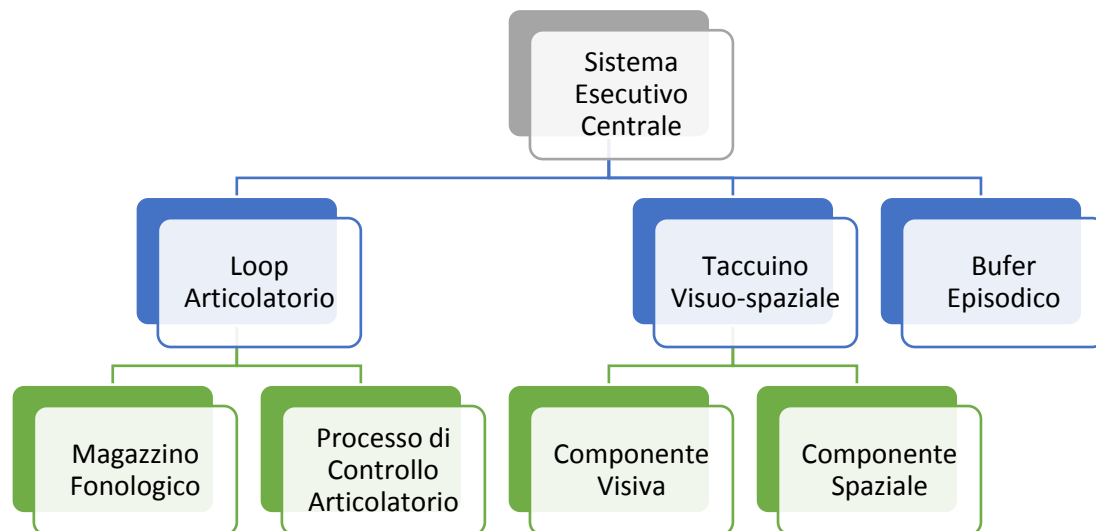 Sistema
Esecutivo
Centrale
Loop
Articolatorio
Taccuino
Visuo-spaziale
Bufer
Episodico
Magazzino
Fonologico
Processo di
Controllo
Articolatorio
Componente
Visiva
Componente
Spaziale